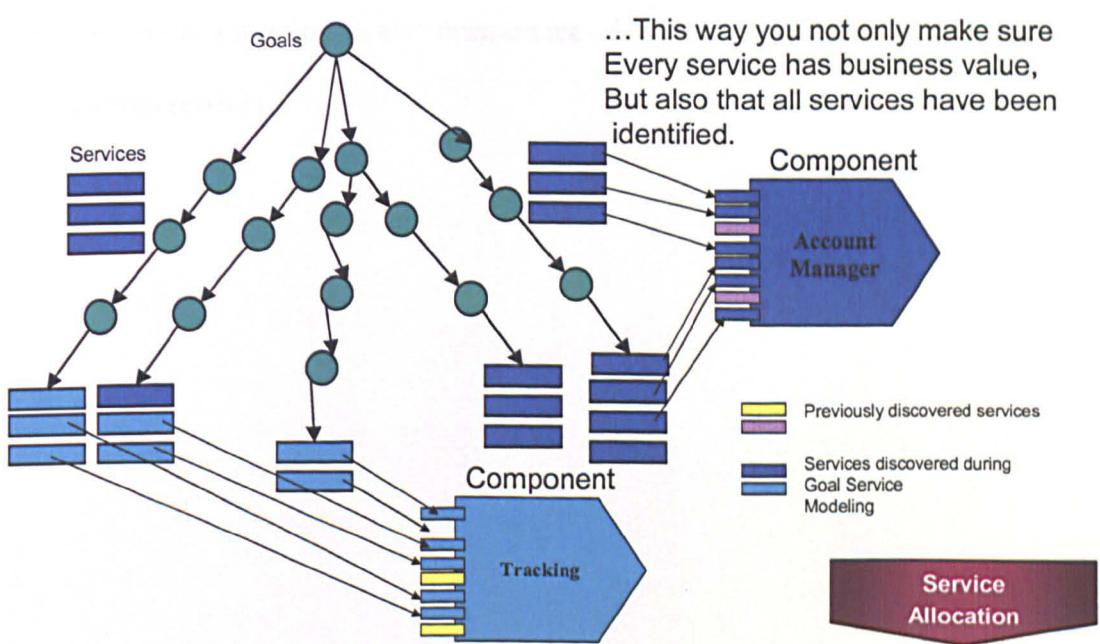 Goals
…This way you not only make sure
Every service has business value,
But also that all services have been
identified.
Services
Component
Account
Manager
Previously discovered services
Services discovered during
Goal Service
Modeling
Component
Tracking
Service
Allocation